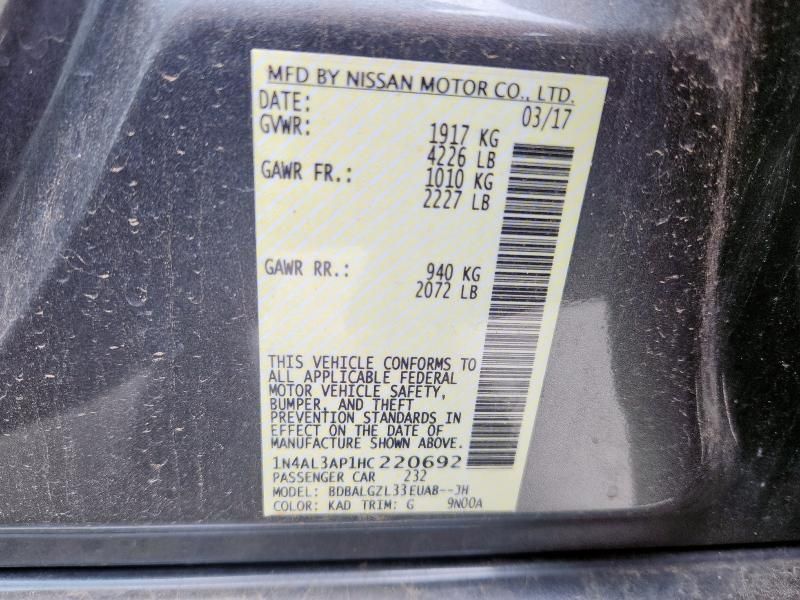 MFD BY NISSAN MOTOR CO., LTD.
DATE: 03/17
GVWR: 1917 KG
4226 LB
GAWR FR.: 1010 KG
2227 LB
GAWR RR.: 940 KG
2072 LB
THIS VEHICLE CONFORMS TO
ALL APPLICABLE FEDERAL
MOTOR VEHICLE SAFETY,
BUMPER, AND THEFT
PREVENTION STANDARDS IN
EFFECT ON THE DATE OF
MANUFACTURE SHOWN ABOVE.
1N4AL3AP1HC220692
PASSENGER CAR 232
MODEL: BDBALGZL33EUA8--JH
COLOR: KAD TRIM: G 9N00A